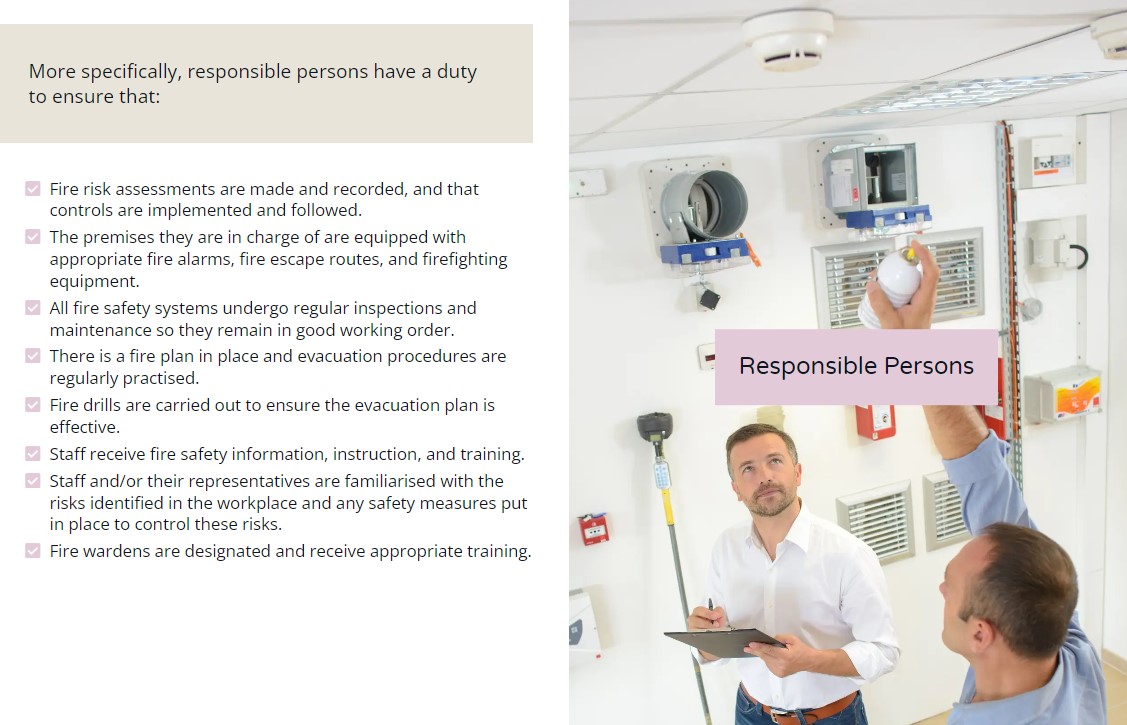 More specifically, responsible persons have a duty
to ensure that:
Fire risk assessments are made and recorded, and that
controls are implemented and followed.
The premises they are in charge of are equipped with
appropriate fire alarms, fire escape routes, and firefighting
equipment.
All fire safety systems undergo regular inspections and
maintenance so they remain in good working order.
There is a fire plan in place and evacuation procedures are
regularly practised.
Fire drills are carried out to ensure the evacuation plan is
effective.
Staff receive fire safety information, instruction, and training.
Staff and/or their representatives are familiarised with the
risks identified in the workplace and any safety measures put
in place to control these risks.
Fire wardens are designated and receive appropriate training.
Responsible Persons